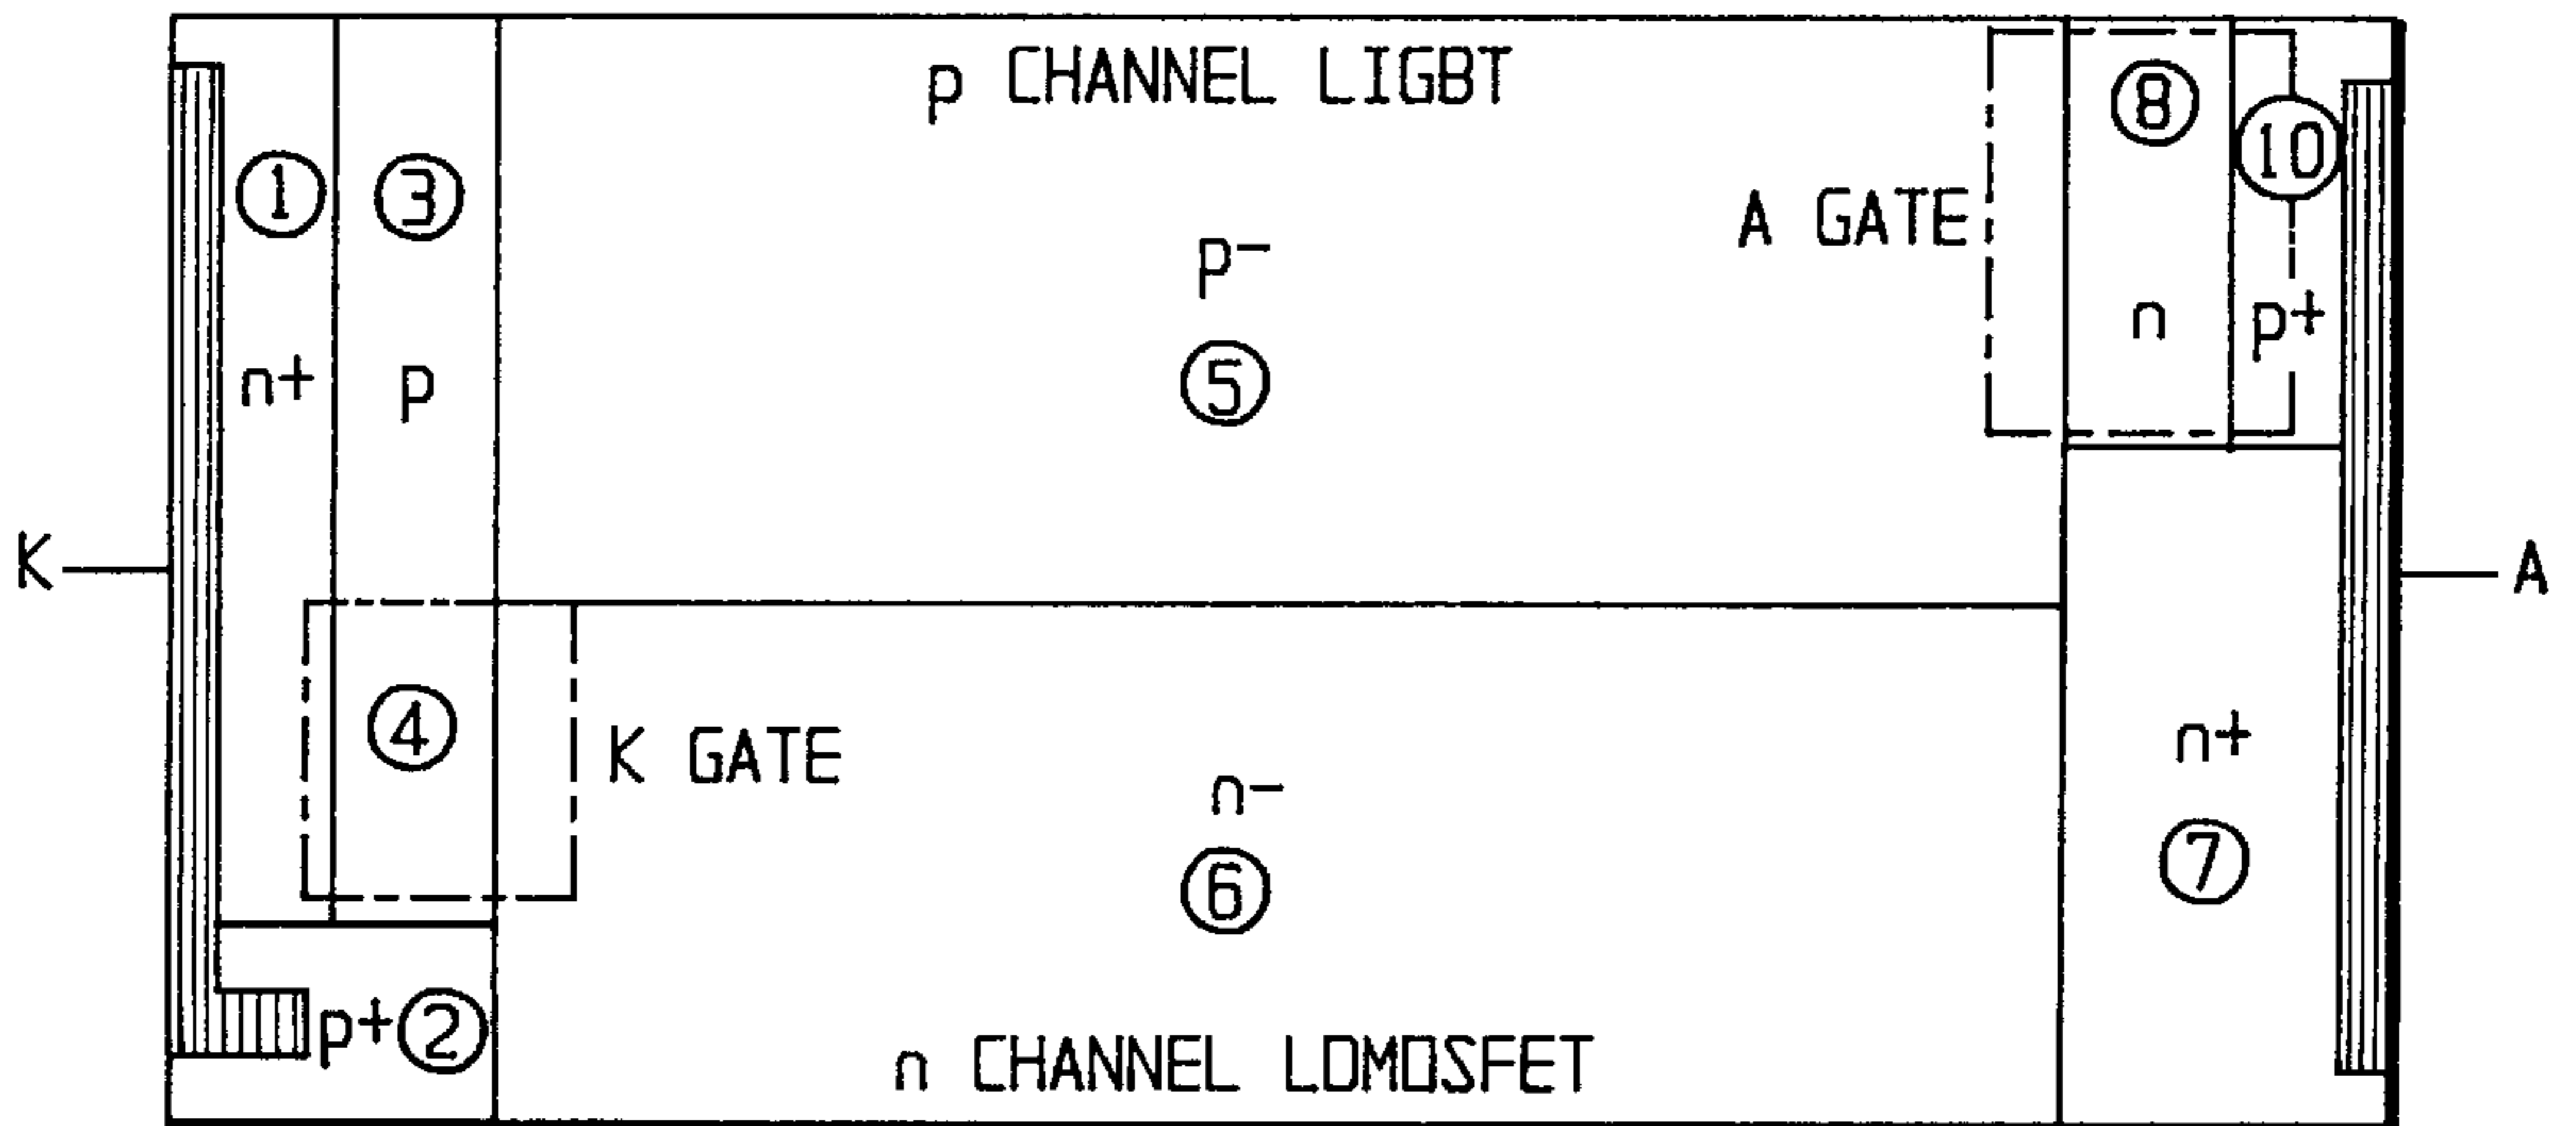 p CHANNEL LIGBT
8
10
1
3
A GATE
p-
n
p+
n+
p
5
K
A
4
K GATE
n-
n+
6
7
p+ 2
n CHANNEL LDMOSFET